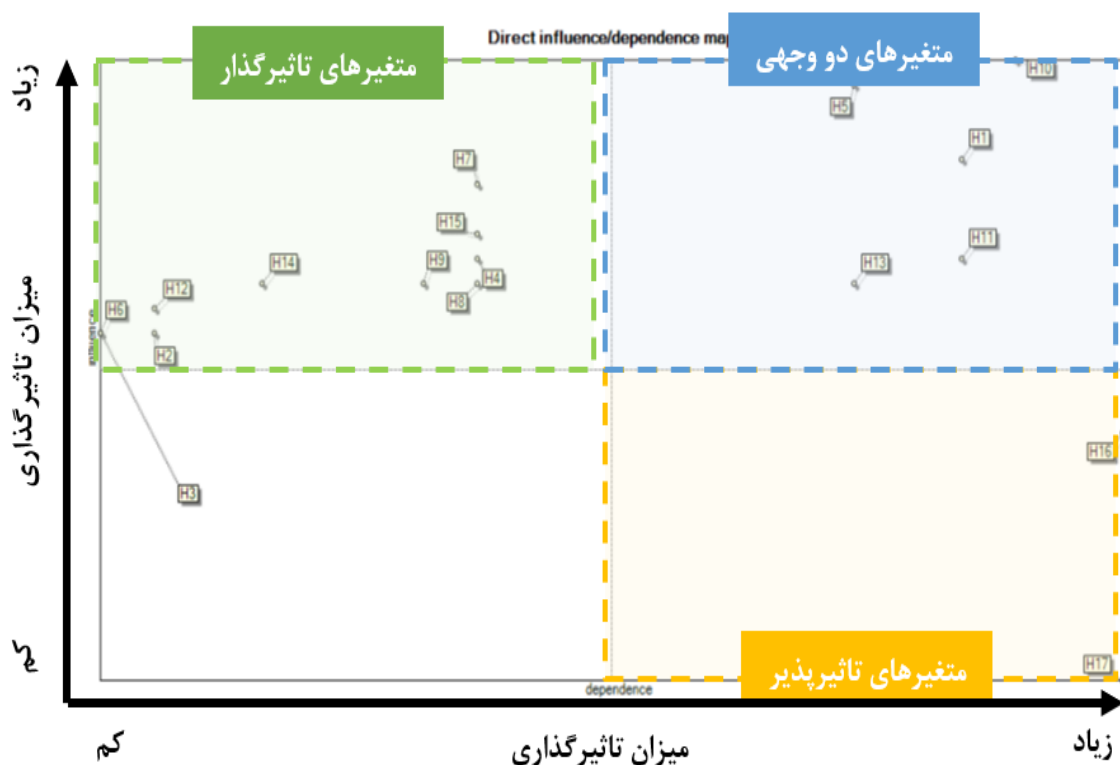 Direct influence/dependence map
متغیرهای تاثیرگذار
متغیرهای دو وجهی
زیاد
H10
H5
H1
H7
H15
H11
H14
H9
H13
H4
H12
H8
H6
میزان تاثیرگذاری
influence
H2
H16
H3
کم
H17
متغیرهای تاثیرپذیر
dependence
کم
میزان تاثیرگذاری
زیاد